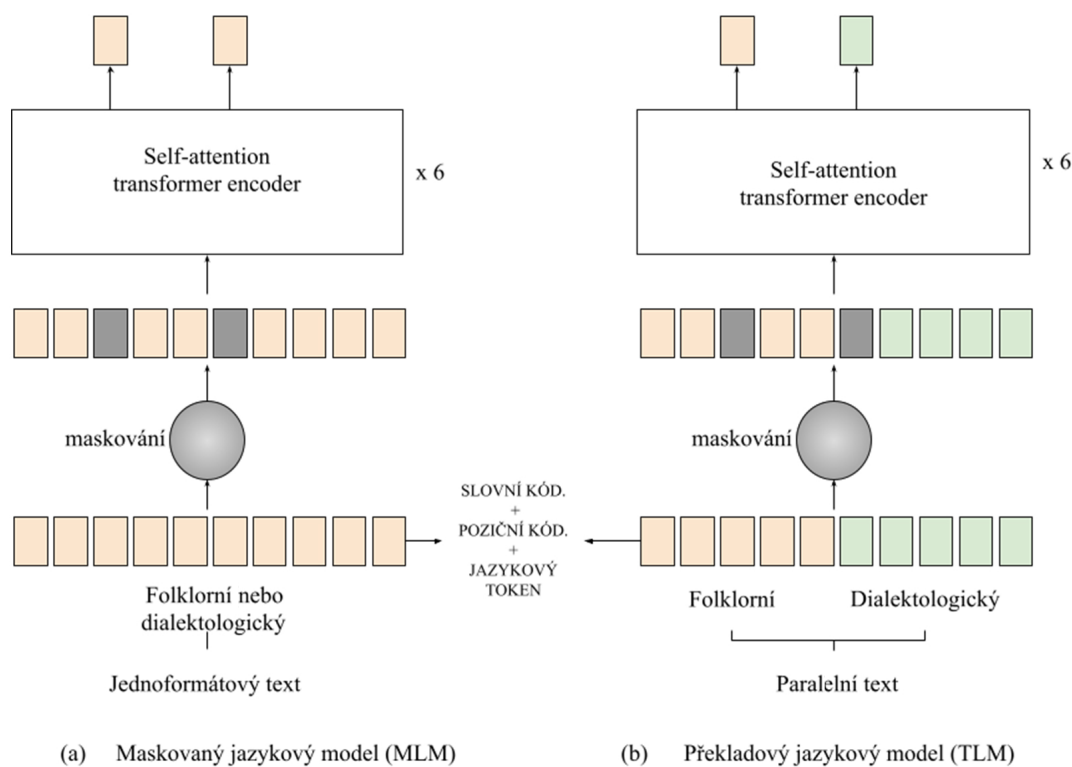 Self-attention
transformer encoder
x 6
maskování
Folklorní nebo
dialektologický
Jednoformátový text
(a) Maskovaný jazykový model (MLM)
SLOVNÍ KÓD.
+
POZIČNÍ KÓD.
+
JAZYKOVÝ
TOKEN
Self-attention
transformer encoder
x 6
maskování
Folklorní
Dialektologický
Paralelní text
(b) Překladový jazykový model (TLM)